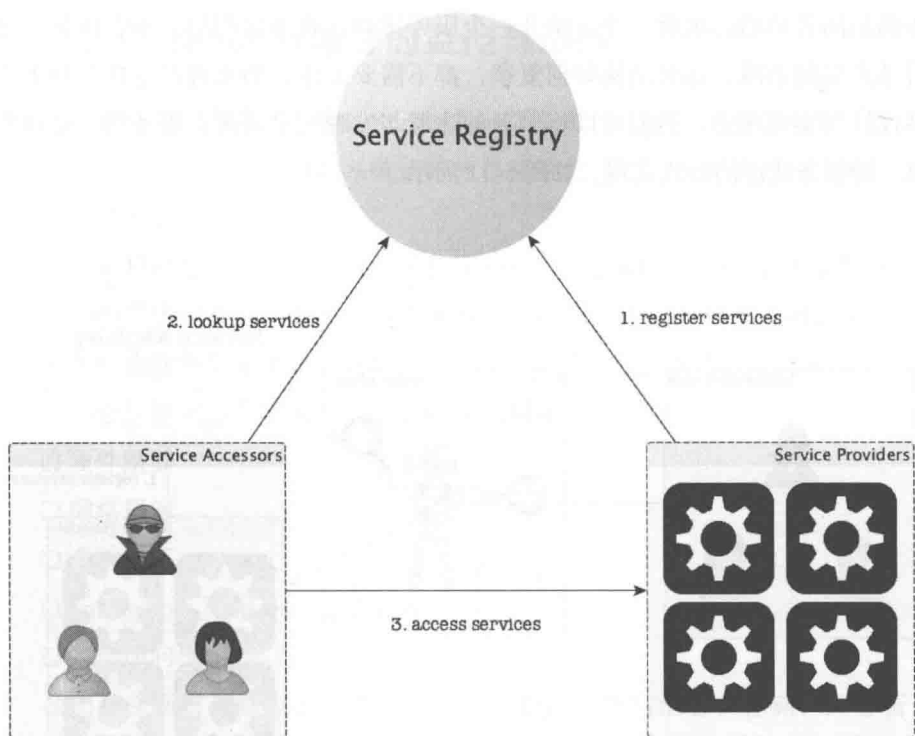 Service Registry
2. lookup services
1. register services
Service Accessors
Service Providers
3. access services